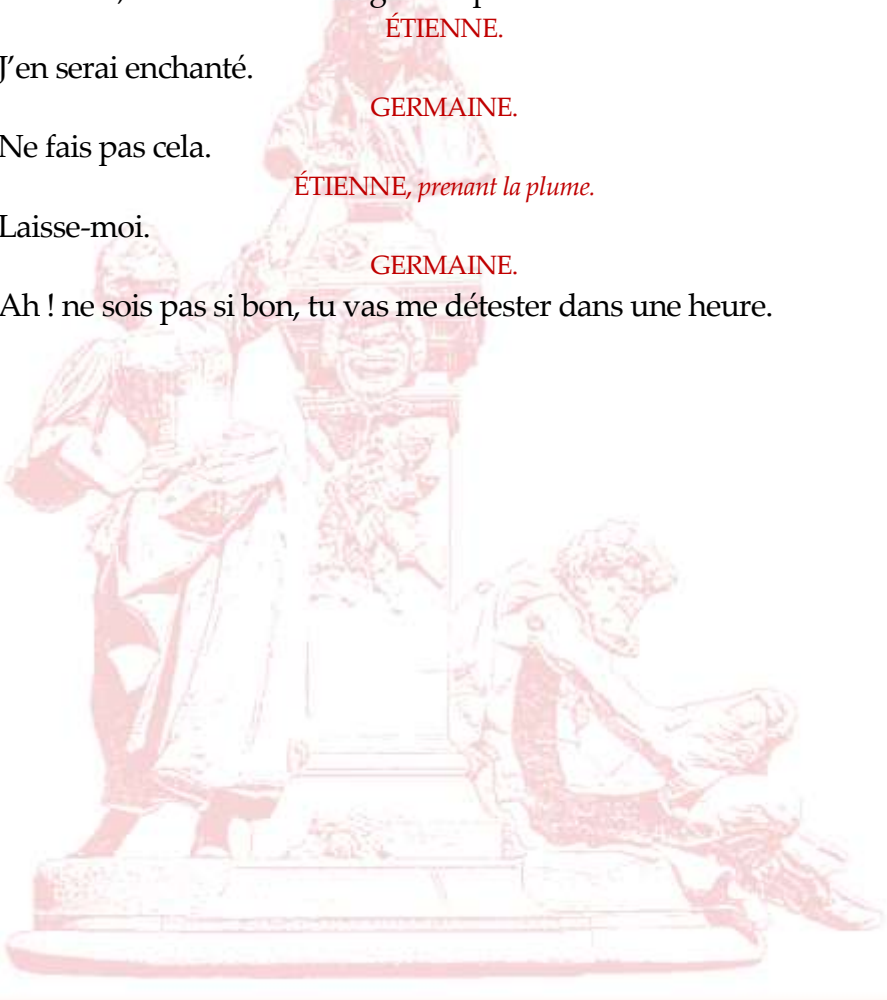 ÉTIENNE.
J’en serai enchanté.
GERMAINE.
Ne fais pas cela.
ÉTIENNE, prenant la plume.
Laisse-moi.
GERMAINE.
Ah ! ne sois pas si bon, tu vas me détester dans une heure.